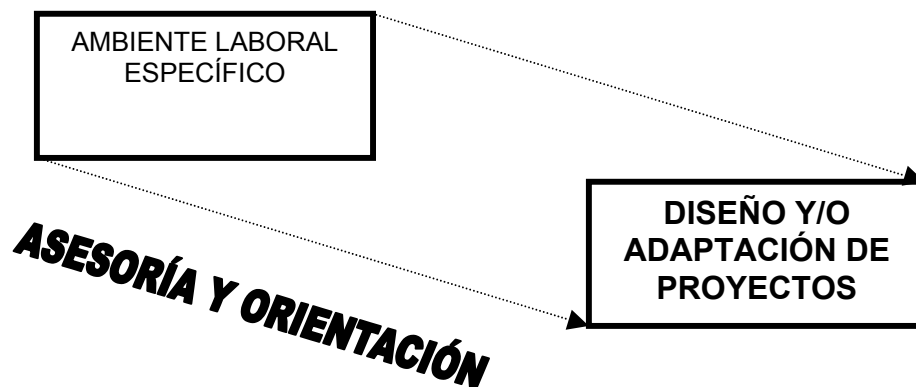 AMBIENTE LABORAL
ESPECÍFICO
DISEÑO Y/O
ADAPTACIÓN DE
PROYECTOS
ASESORÍA Y ORIENTACIÓN